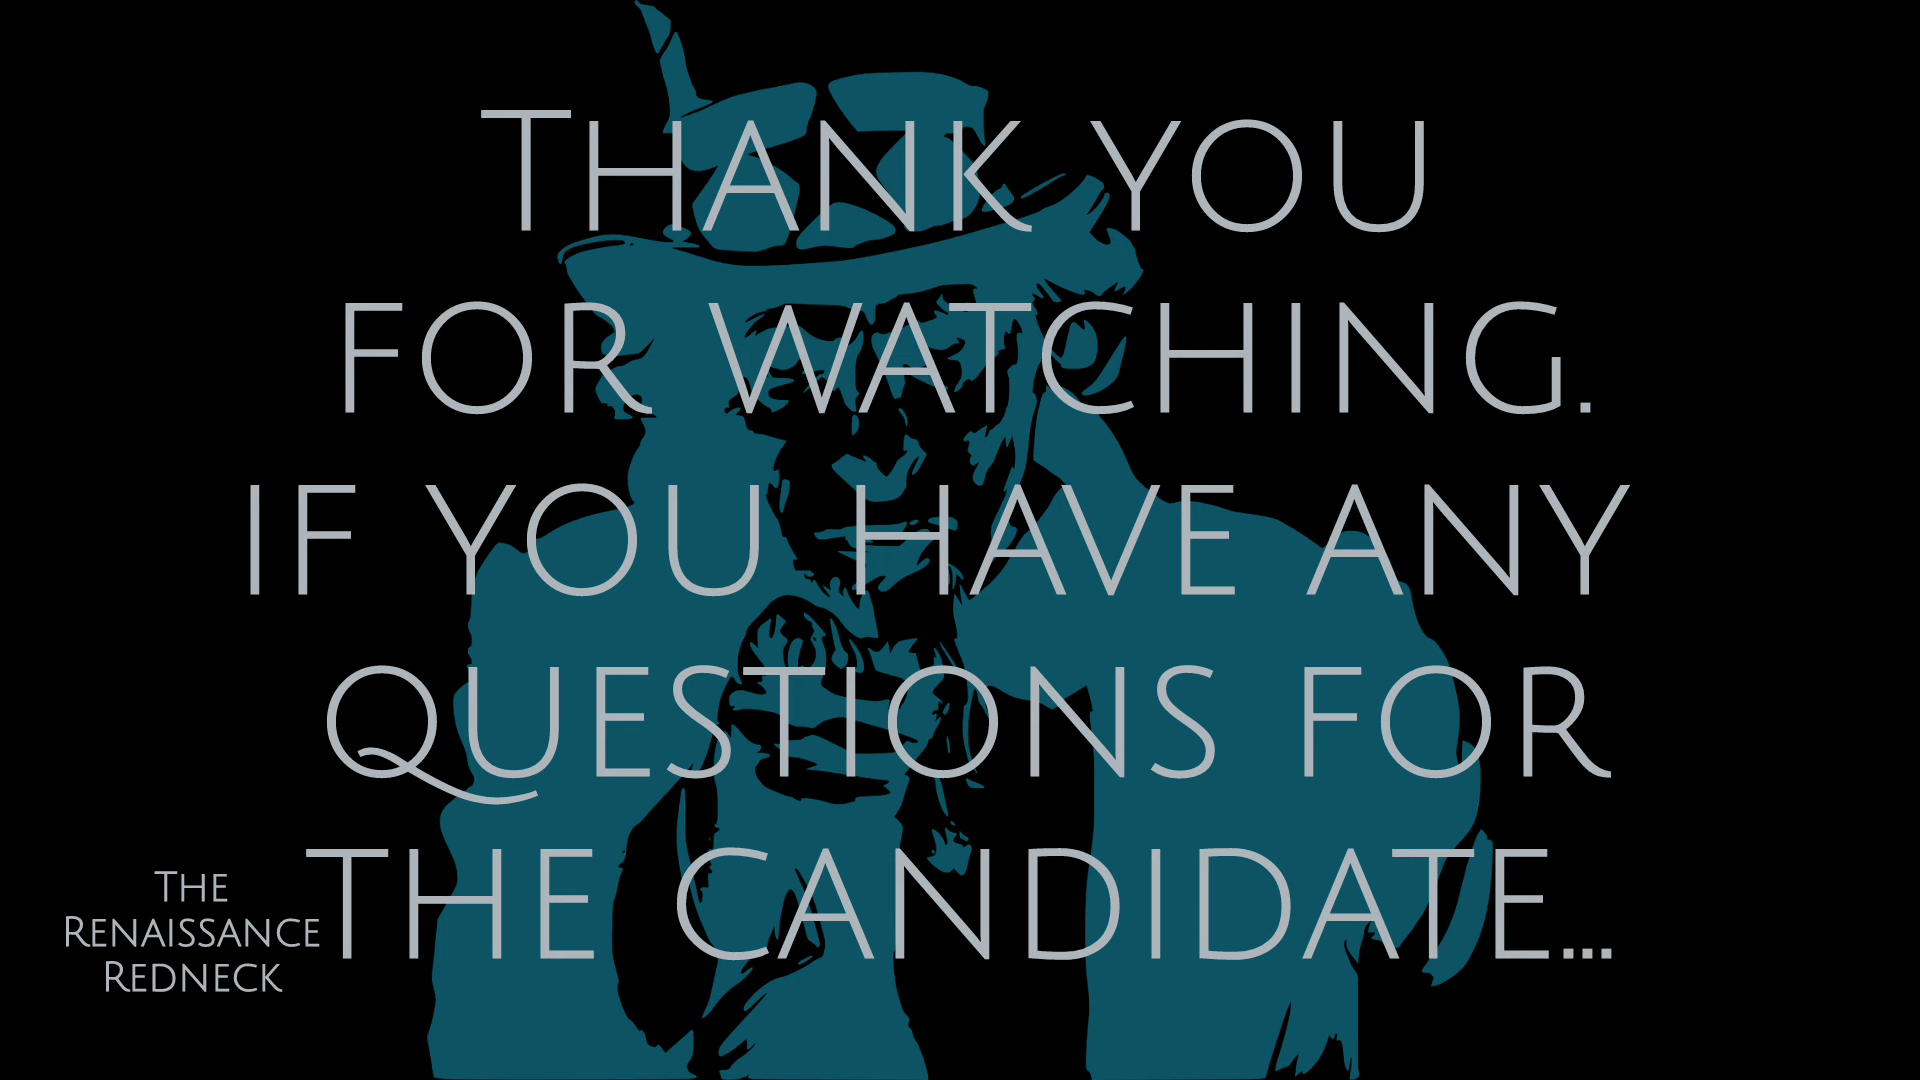 Thank you
for watching.
If you have any
Questions for
the candidate...
The
Renaissance
Redneck